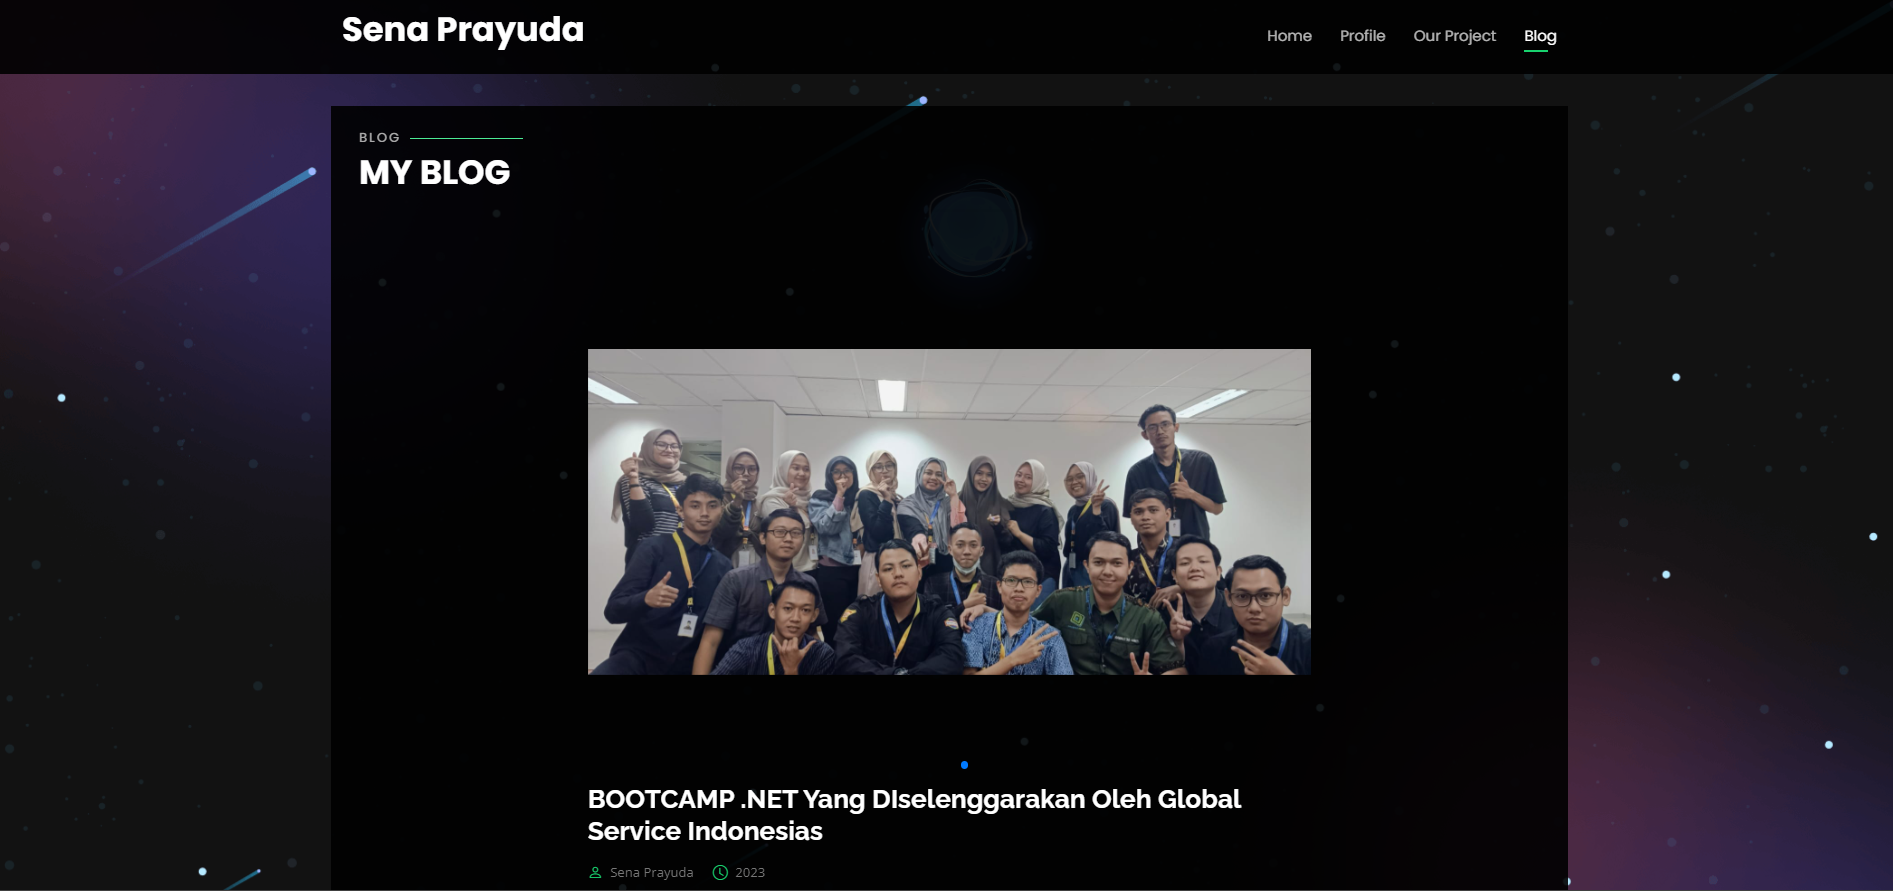 Sena Prayuda
Home Profile Our Project Blog
BLOG
MY BLOG
BOOTCAMP .NET Yang DIselenggarakan Oleh Global
Service Indonesias
Sena Prayuda 2023